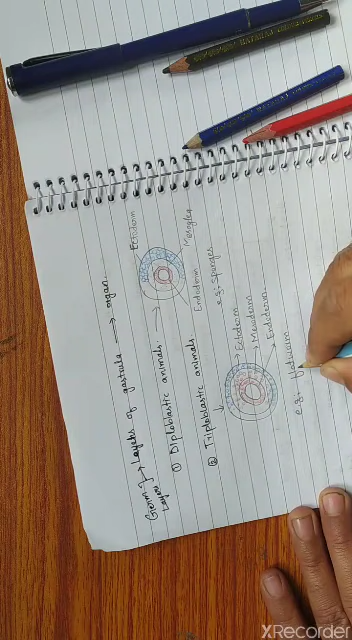 Germ } → Layers of gastrula → organ.
Layers
① Diploblastic animals →
Ectoderm
Mesoglea
Endoderm
e.g. Sponges
② Triploblastic animals
→ Ectoderm
→ Mesoderm
→ Endoderm
e.g.
XRecorder